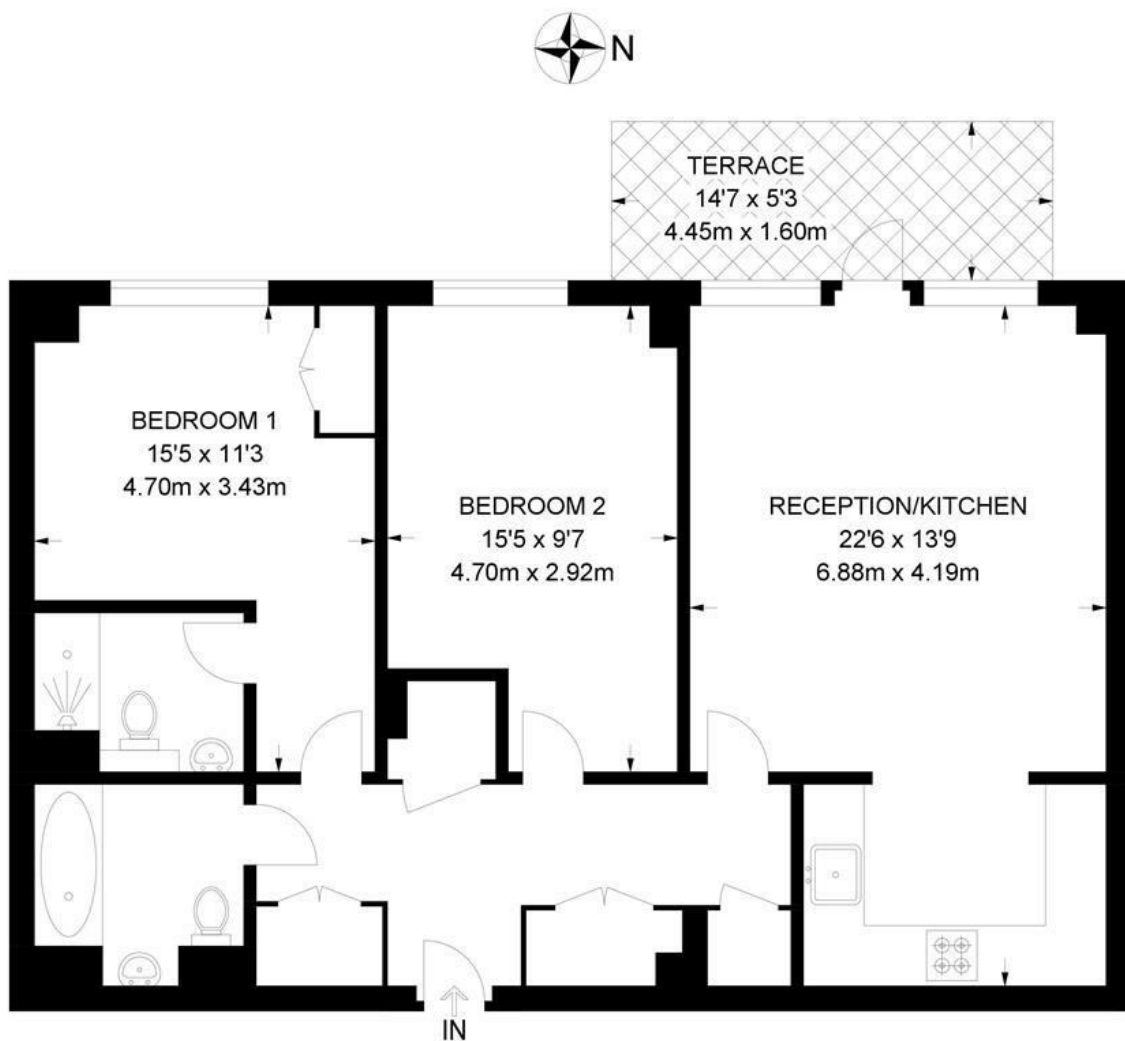 N
TERRACE
14'7 x 5'3
4.45m x 1.60m
BEDROOM 1
15'5 x 11'3
4.70m x 3.43m
BEDROOM 2
15'5 x 9'7
4.70m x 2.92m
RECEPTION/KITCHEN
22'6 x 13'9
6.88m x 4.19m
IN